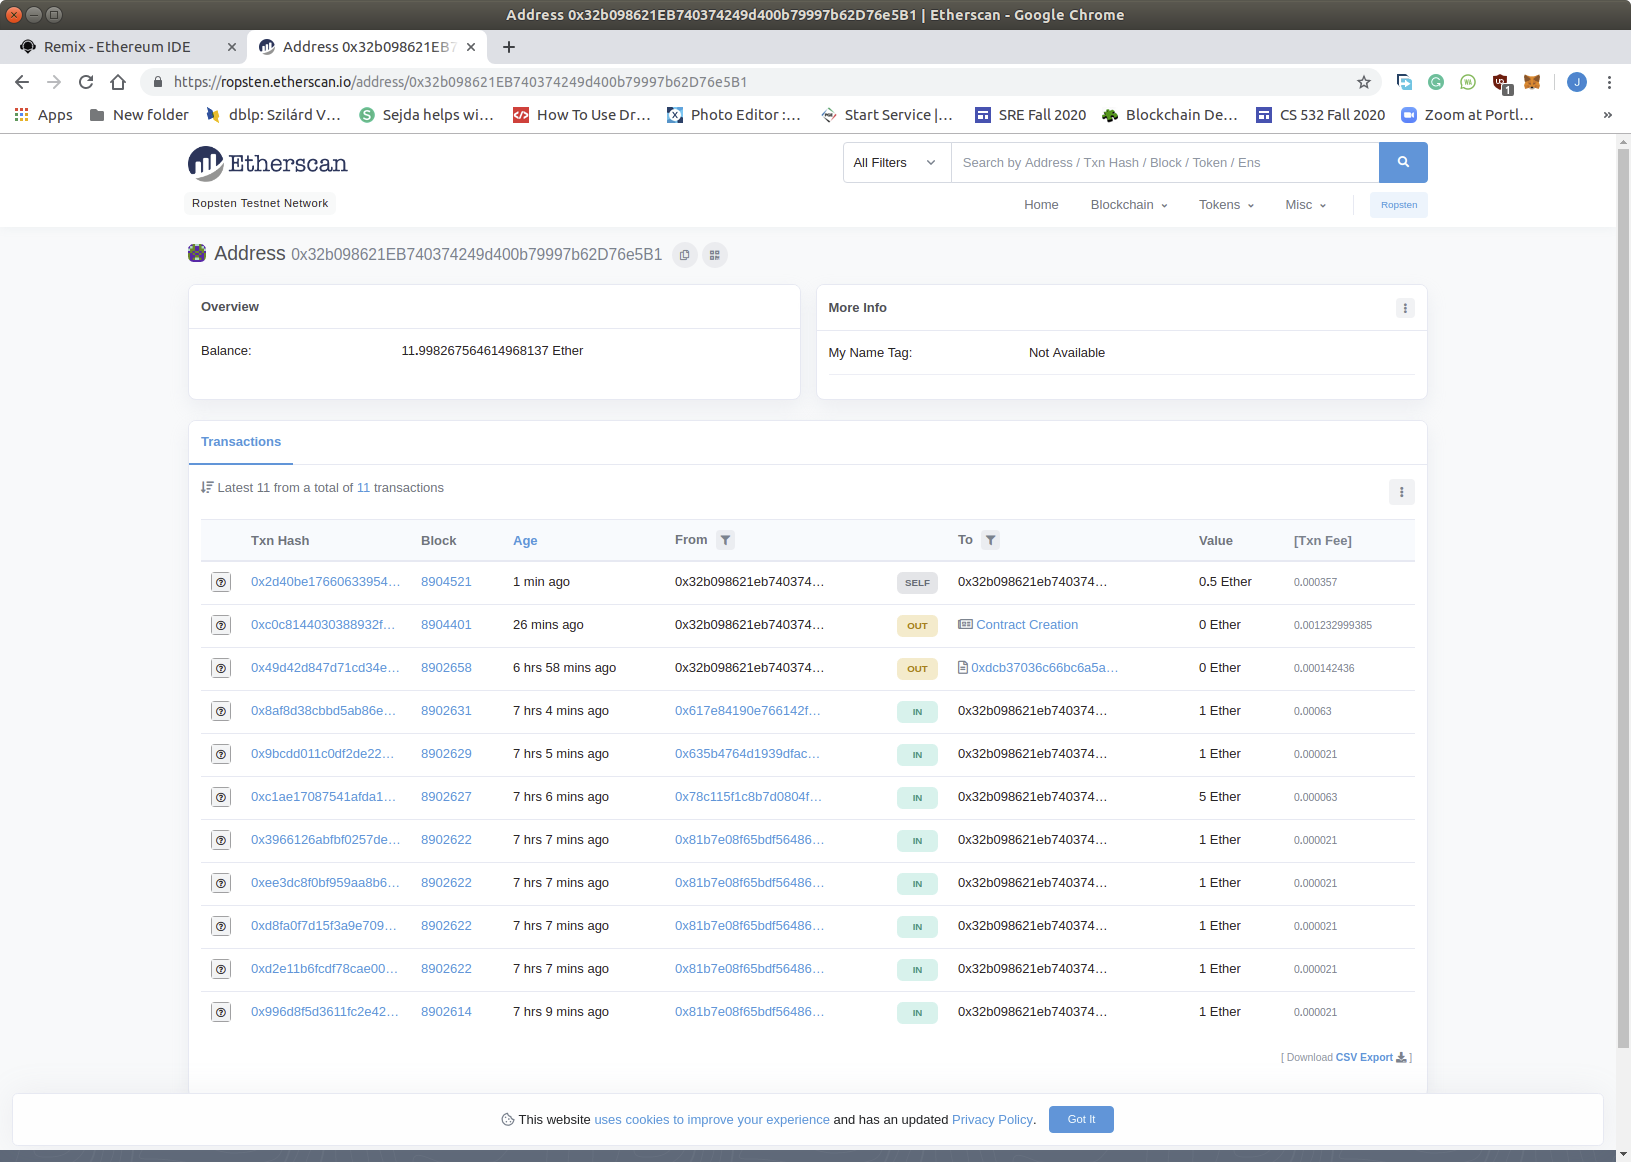 Address 0x32b098621EB740374249d400b79997b62D76e5B1 | Etherscan - Google Chrome
Remix - Ethereum IDE
Address 0x32b098621EB7
https://ropsten.etherscan.io/address/0x32b098621EB740374249d400b79997b62D76e5B1
1
J
Apps New folder dblp: Szilárd V... Sejda helps wi... How To Use Dr... Photo Editor :... Start Service |... SRE Fall 2020 Blockchain De... CS 532 Fall 2020 Zoom at Portl... »
Etherscan
All Filters Search by Address / Txn Hash / Block / Token / Ens
Ropsten Testnet Network
Home Blockchain Tokens Misc Ropsten
Address 0x32b098621EB740374249d400b79997b62D76e5B1
Overview
Balance: 11.998267564614968137 Ether
More Info
My Name Tag: Not Available
Transactions
Latest 11 from a total of 11 transactions
Txn Hash Block Age From To Value [Txn Fee]
0x2d40be17660633954... 8904521 1 min ago 0x32b098621eb740374... SELF 0x32b098621eb740374... 0.5 Ether 0.000357
0xc0c8144030388932f... 8904401 26 mins ago 0x32b098621eb740374... OUT Contract Creation 0 Ether 0.001232999385
0x49d42d847d71cd34e... 8902658 6 hrs 58 mins ago 0x32b098621eb740374... OUT 0xdcb37036c66bc6a5a... 0 Ether 0.000142436
0x8af8d38cbbd5ab86e... 8902631 7 hrs 4 mins ago 0x617e84190e766142f... IN 0x32b098621eb740374... 1 Ether 0.00063
0x9bcdd011c0df2de22... 8902629 7 hrs 5 mins ago 0x635b4764d1939dfac... IN 0x32b098621eb740374... 1 Ether 0.000021
0xc1ae17087541afda1... 8902627 7 hrs 6 mins ago 0x78c115f1c8b7d0804f... IN 0x32b098621eb740374... 5 Ether 0.000063
0x3966126abfbf0257de... 8902622 7 hrs 7 mins ago 0x81b7e08f65bdf56486... IN 0x32b098621eb740374... 1 Ether 0.000021
0xee3dc8f0bf959aa8b6... 8902622 7 hrs 7 mins ago 0x81b7e08f65bdf56486... IN 0x32b098621eb740374... 1 Ether 0.000021
0xd8fa0f7d15f3a9e709... 8902622 7 hrs 7 mins ago 0x81b7e08f65bdf56486... IN 0x32b098621eb740374... 1 Ether 0.000021
0xd2e11b6fcdf78cae00... 8902622 7 hrs 7 mins ago 0x81b7e08f65bdf56486... IN 0x32b098621eb740374... 1 Ether 0.000021
0x996d8f5d3611fc2e42... 8902614 7 hrs 9 mins ago 0x81b7e08f65bdf56486... IN 0x32b098621eb740374... 1 Ether 0.000021
[ Download CSV Export ]
This website uses cookies to improve your experience and has an updated Privacy Policy. Got It